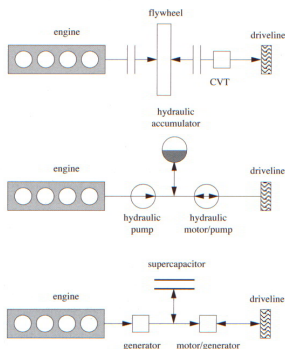 flywheel
engine
driveline
CVT
hydraulic
accumulator
engine
driveline
hydraulic
pump
hydraulic
motor/pump
supercapacitor
engine
driveline
generator
motor/generator